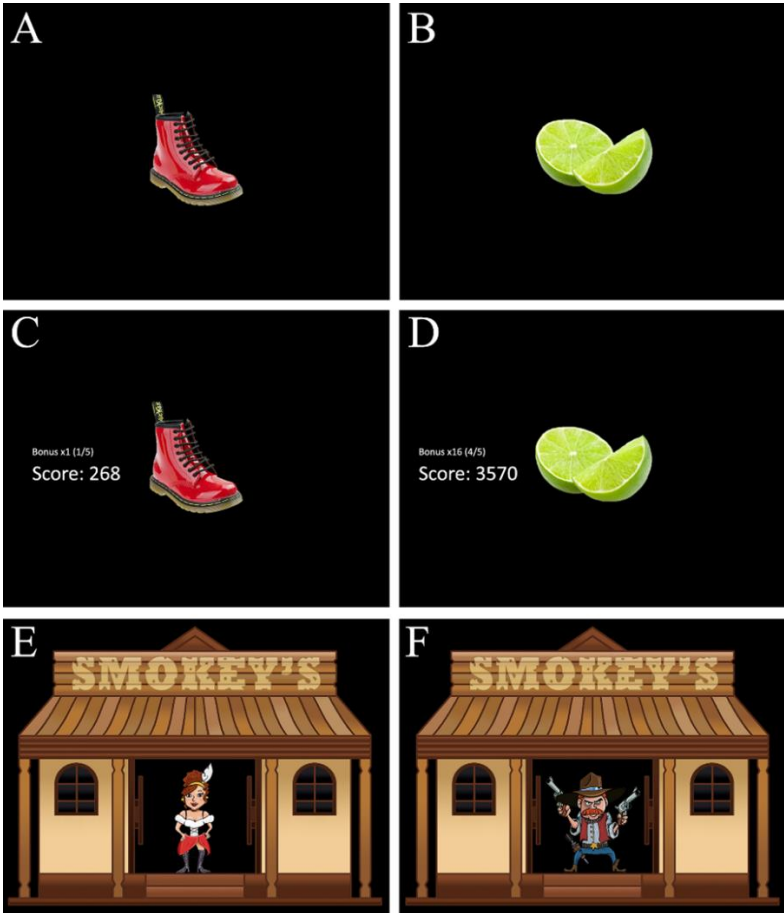 A
B
C
Bonus x1 (1/5)
Score: 268
D
Bonus x16 (4/5)
Score: 3570
E
SMOKEY'S
F
SMOKEY'S